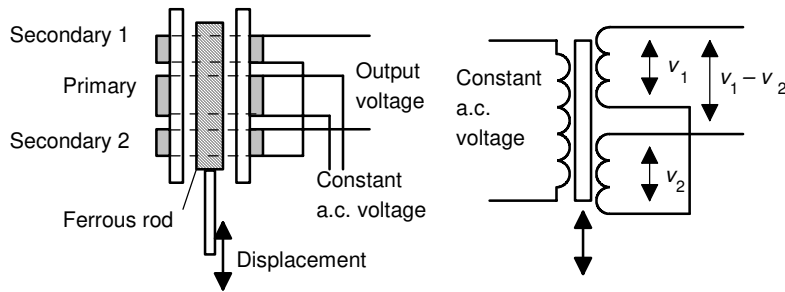 Secondary 1
Primary
Secondary 2
Ferrous rod
Output
voltage
Constant
a.c. voltage
Displacement
Constant
a.c.
voltage
v1
v1 – v2
v2